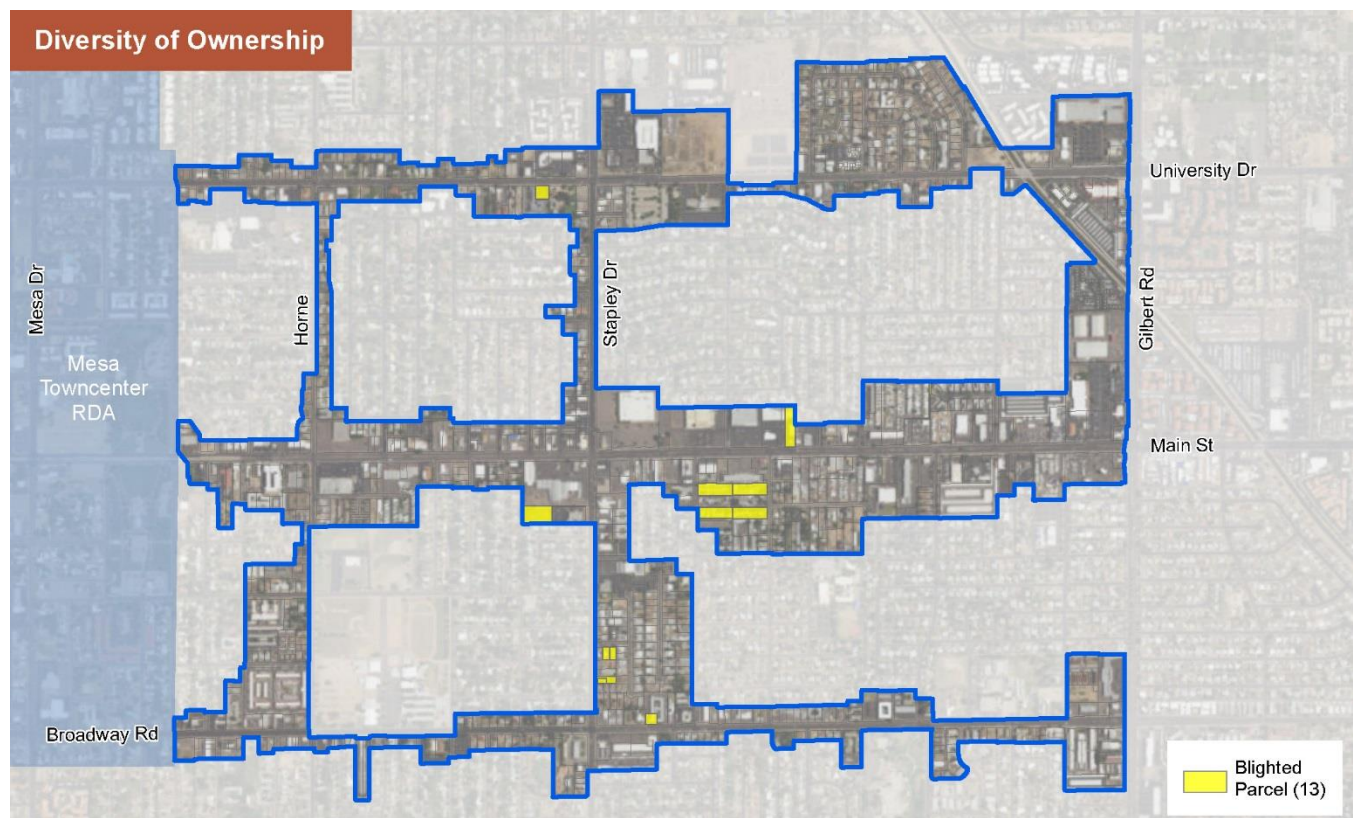 Diversity of Ownership
University Dr
Mesa Dr
Horne
Stapley Dr
Gilbert Rd
Mesa
Towncenter
RDA
Main St
Broadway Rd
Blighted
Parcel (13)